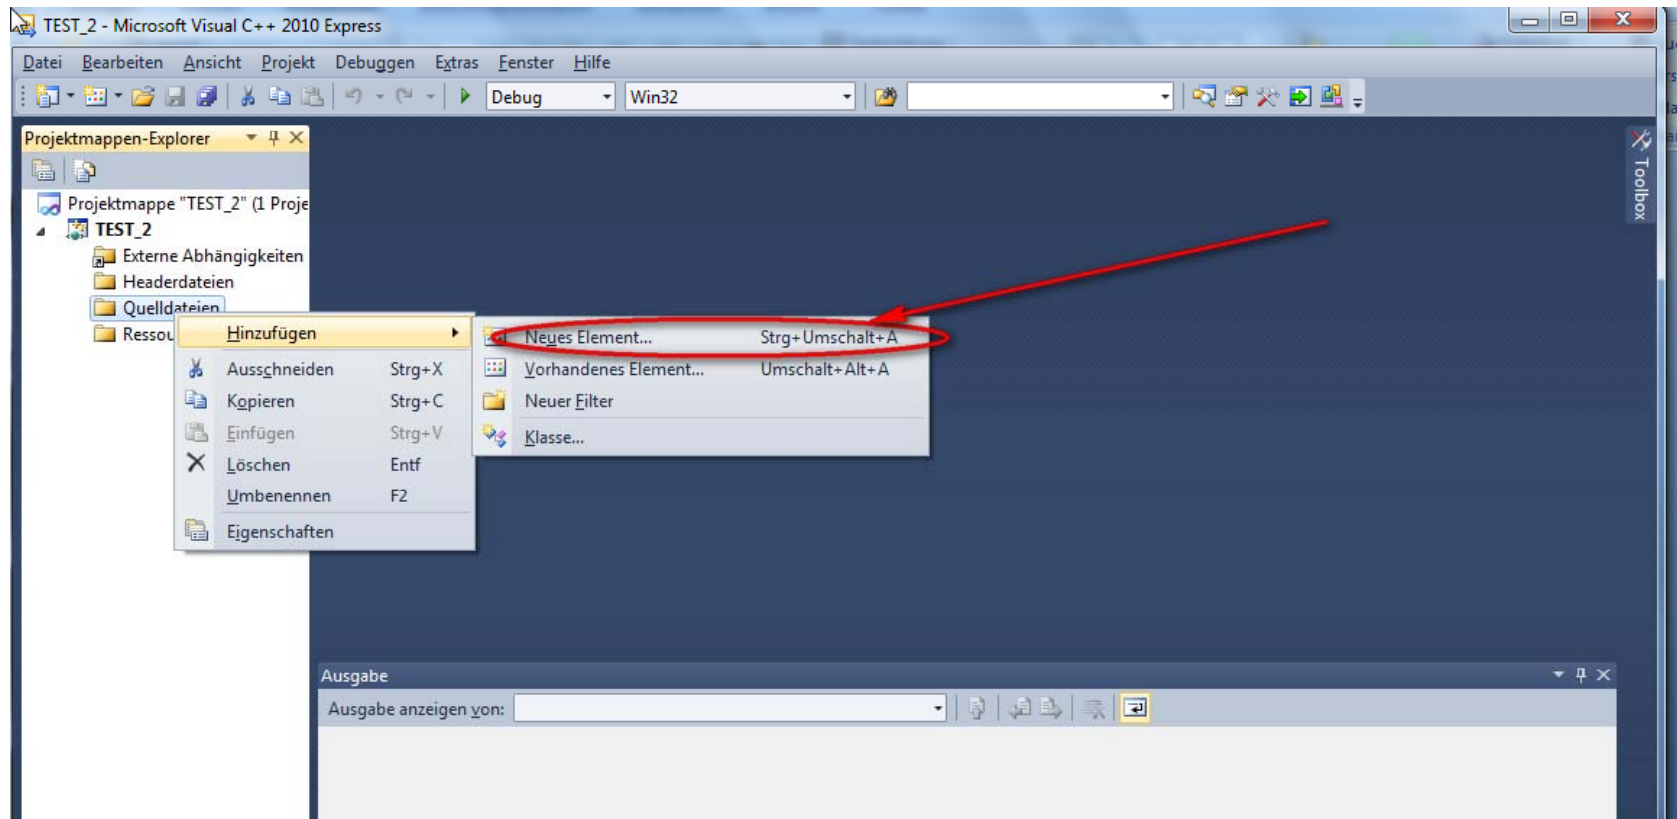 TEST_2 - Microsoft Visual C++ 2010 Express
Datei Bearbeiten Ansicht Projekt Debuggen Extras Fenster Hilfe
Debug Win32
Projektmappen-Explorer
Toolbox
Projektmappe "TEST_2" (1 Proje
TEST_2
Externe Abhängigkeiten
Headerdateien
Quelldateien
Ressou
Hinzufügen
Ausschneiden Strg+X
Kopieren Strg+C
Einfügen Strg+V
Löschen Entf
Umbenennen F2
Eigenschaften
Neues Element... Strg+Umschalt+A
Vorhandenes Element... Umschalt+Alt+A
Neuer Filter
Klasse...
Ausgabe
Ausgabe anzeigen von: